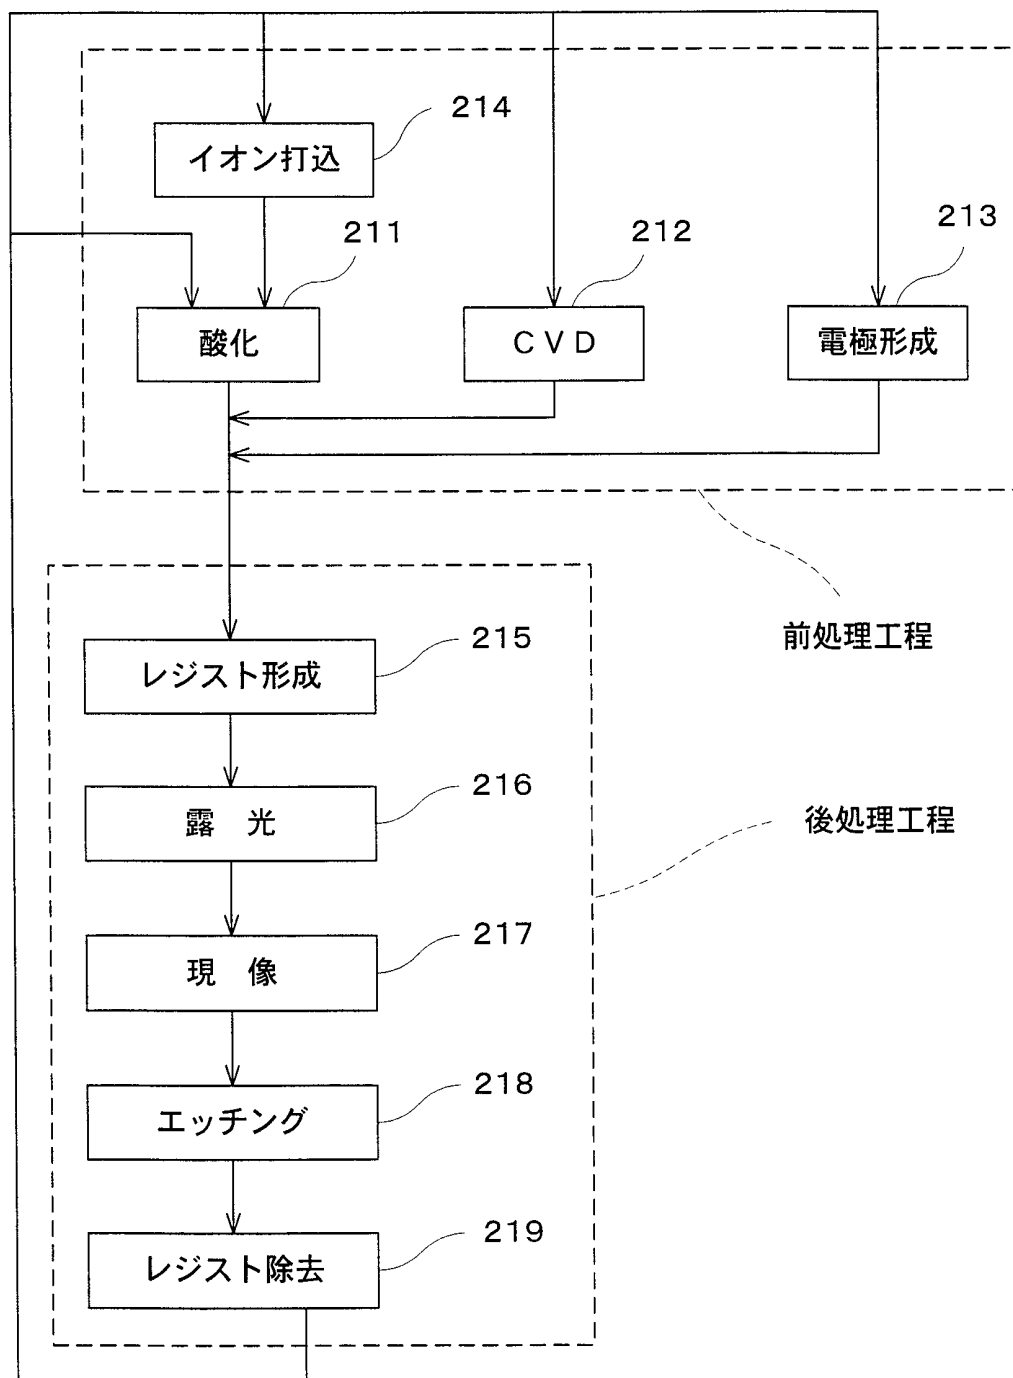 214
イオン打込
211
212
213
酸化
ＣＶＤ
電極形成
前処理工程
215
レジスト形成
216
露　光
後処理工程
217
現　像
218
エッチング
219
レジスト除去